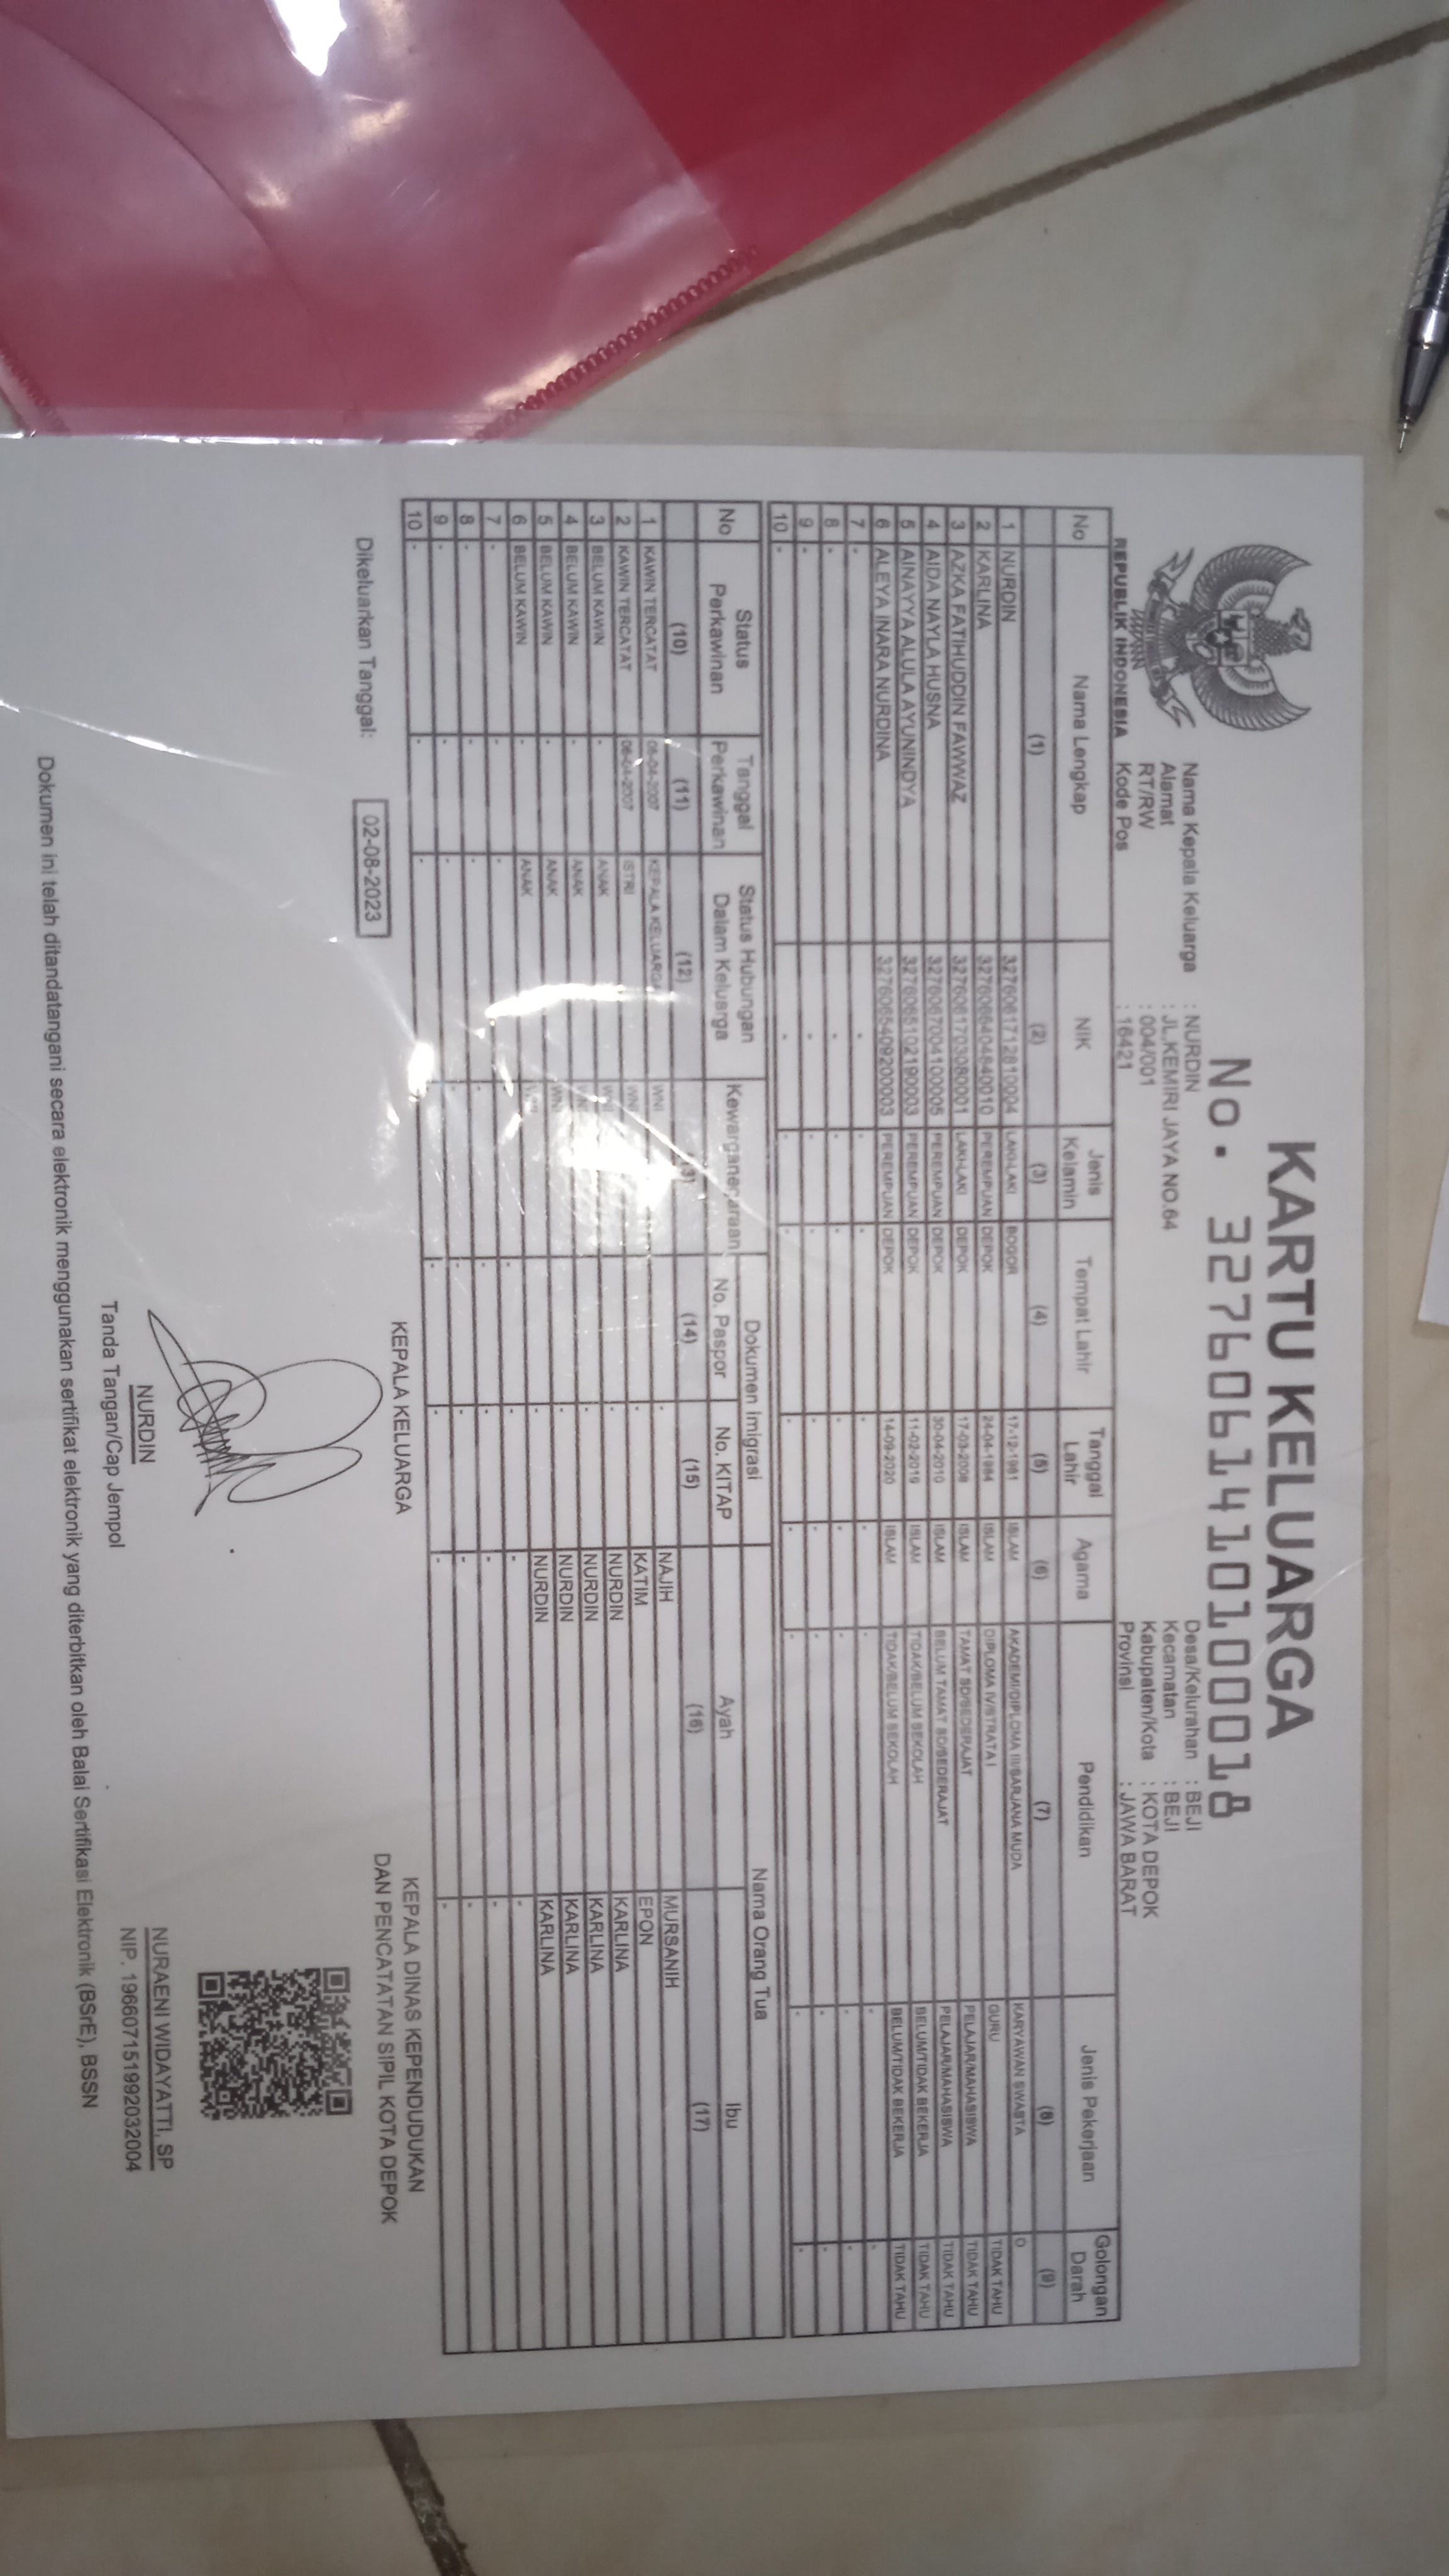 KARTU KELUARGA
No. 3276061410100018
REPUBLIK INDONESIA
Nama Kepala Keluarga : NURDIN
Alamat : JL.KEMIRI JAYA NO.64
RT/RW : 004/001
Kode Pos : 16421
Desa/Kelurahan : BEJI
Kecamatan : BEJI
Kabupaten/Kota : KOTA DEPOK
Provinsi : JAWA BARAT
No Nama Lengkap NIK Jenis Kelamin Tempat Lahir Tanggal Lahir Agama Pendidikan Jenis Pekerjaan Golongan Darah
(1) (2) (3) (4) (5) (6) (7) (8) (9)
1 NURDIN 3276061712810004 LAKI-LAKI BOGOR 17-12-1981 ISLAM AKADEMI/DIPLOMA III/SARJANA MUDA KARYAWAN SWASTA O
2 KARLINA 3276066404840010 PEREMPUAN DEPOK 24-04-1984 ISLAM DIPLOMA IV/STRATA I GURU TIDAK TAHU
3 AZKA FATIHUDDIN FAWWAZ 3276061703080001 LAKI-LAKI DEPOK 17-03-2008 ISLAM TAMAT SD/SEDERAJAT PELAJAR/MAHASISWA TIDAK TAHU
4 AIDA NAYLA HUSNA 3276067004100005 PEREMPUAN DEPOK 30-04-2010 ISLAM BELUM TAMAT SD/SEDERAJAT PELAJAR/MAHASISWA TIDAK TAHU
5 AINAYYA ALULA AYUNINDYA 3276065102190003 PEREMPUAN DEPOK 11-02-2019 ISLAM TIDAK/BELUM SEKOLAH BELUM/TIDAK BEKERJA TIDAK TAHU
6 ALEYA INARA NURDINA 3276065409200003 PEREMPUAN DEPOK 14-09-2020 ISLAM TIDAK/BELUM SEKOLAH BELUM/TIDAK BEKERJA TIDAK TAHU
7 - - - - - - - - -
8 - - - - - - - - -
9 - - - - - - - - -
10 - - - - - - - - -
No Status Perkawinan Tanggal Perkawinan Status Hubungan Dalam Keluarga Kewarganegaraan Dokumen Imigrasi Nama Orang Tua
No. Paspor No. KITAP Ayah Ibu
(10) (11) (12) (14) (15) (16) (17)
1 KAWIN TERCATAT 06-04-2007 KEPALA KELUARGA WNI - NAJIH MURSANIH
2 KAWIN TERCATAT 06-04-2007 ISTRI WNI - KATIM EPON
3 BELUM KAWIN - ANAK WNI - NURDIN KARLINA
4 BELUM KAWIN - ANAK - NURDIN KARLINA
5 BELUM KAWIN - ANAK WNI - NURDIN KARLINA
6 BELUM KAWIN - ANAK - NURDIN KARLINA
7 - - - - - - - -
8 - - - - - - - -
9 - - - - - - - -
10 - - - - - - - -
Dikeluarkan Tanggal: 02-08-2023
KEPALA KELUARGA
NURDIN
Tanda Tangan/Cap Jempol
KEPALA DINAS KEPENDUDUKAN
DAN PENCATATAN SIPIL KOTA DEPOK
NURAENI WIDAYATTI, SP
NIP. 196607151992032004
Dokumen ini telah ditandatangani secara elektronik menggunakan sertifikat elektronik yang diterbitkan oleh Balai Sertifikasi Elektronik (BSrE), BSSN